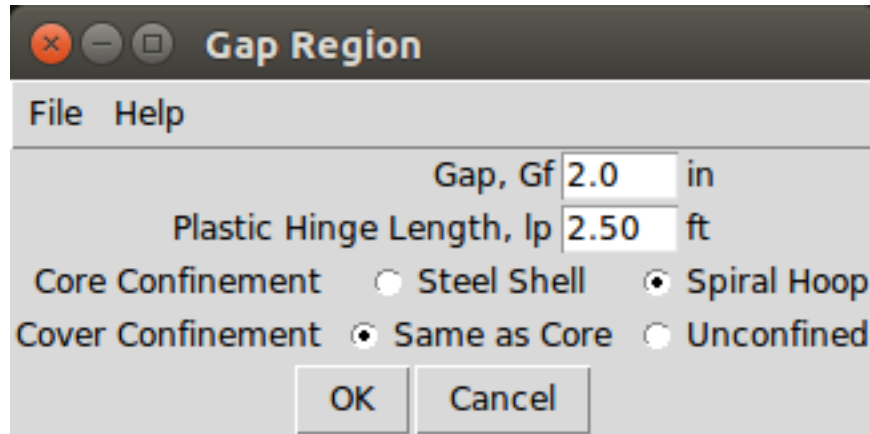 Gap Region
File Help
Gap, Gf 2.0 in
Plastic Hinge Length, lp 2.50 ft
Core Confinement Steel Shell Spiral Hoop
Cover Confinement Same as Core Unconfined
OK Cancel